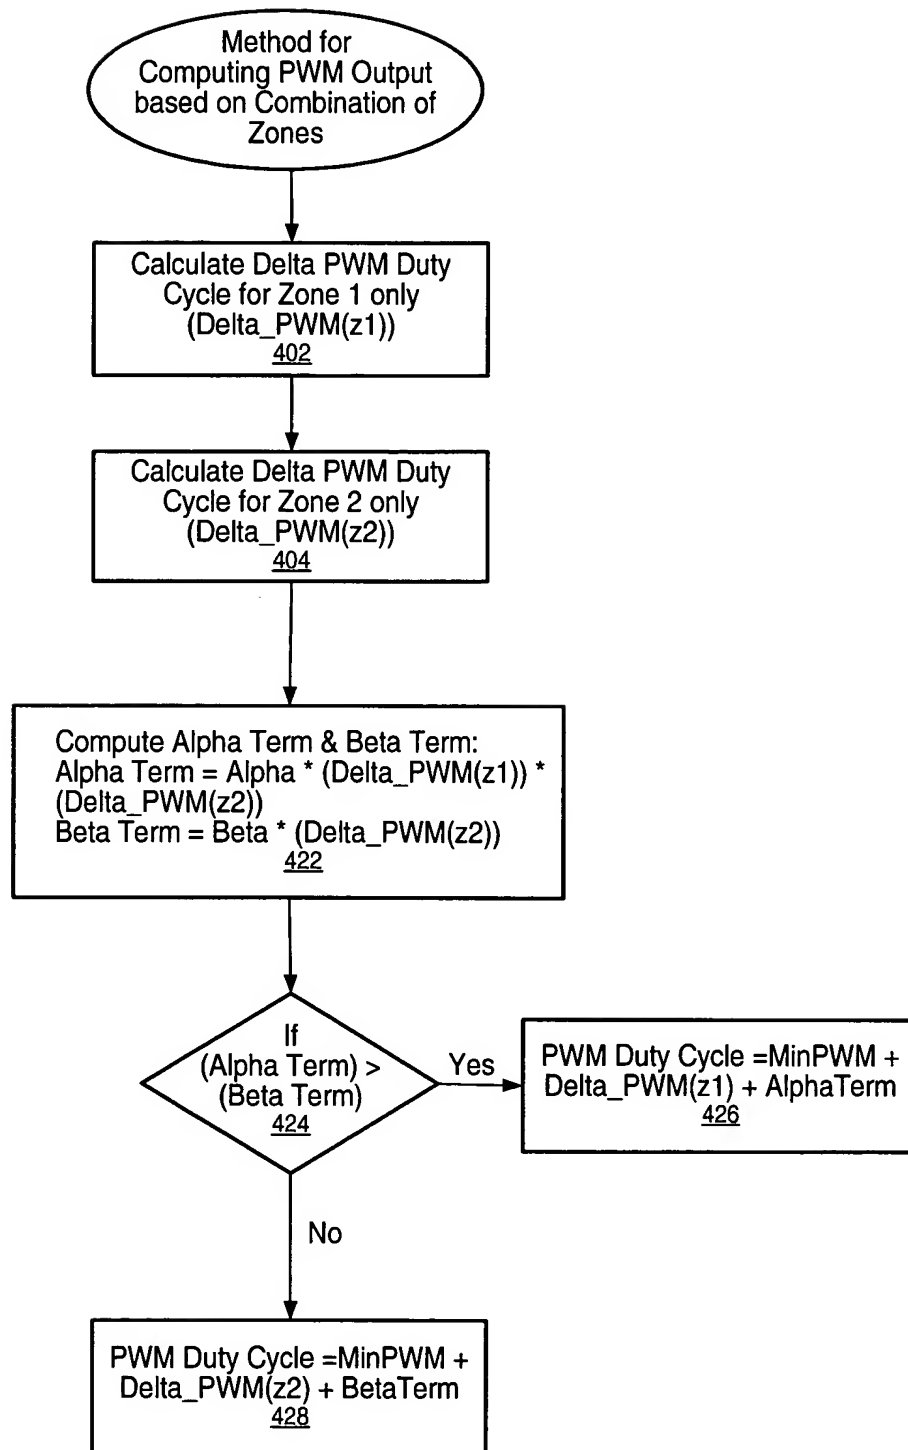 Method for
Computing PWM Output
based on Combination of
Zones
Calculate Delta PWM Duty
Cycle for Zone 1 only
(Delta_PWM(z1))
402
Calculate Delta PWM Duty
Cycle for Zone 2 only
(Delta_PWM(z2))
404
Compute Alpha Term & Beta Term:
Alpha Term = Alpha * (Delta_PWM(z1)) *
(Delta_PWM(z2))
Beta Term = Beta * (Delta_PWM(z2))
422
If
(Alpha Term) >
(Beta Term)
424
Yes
PWM Duty Cycle =MinPWM +
Delta_PWM(z1) + AlphaTerm
426
No
PWM Duty Cycle =MinPWM +
Delta_PWM(z2) + BetaTerm
428